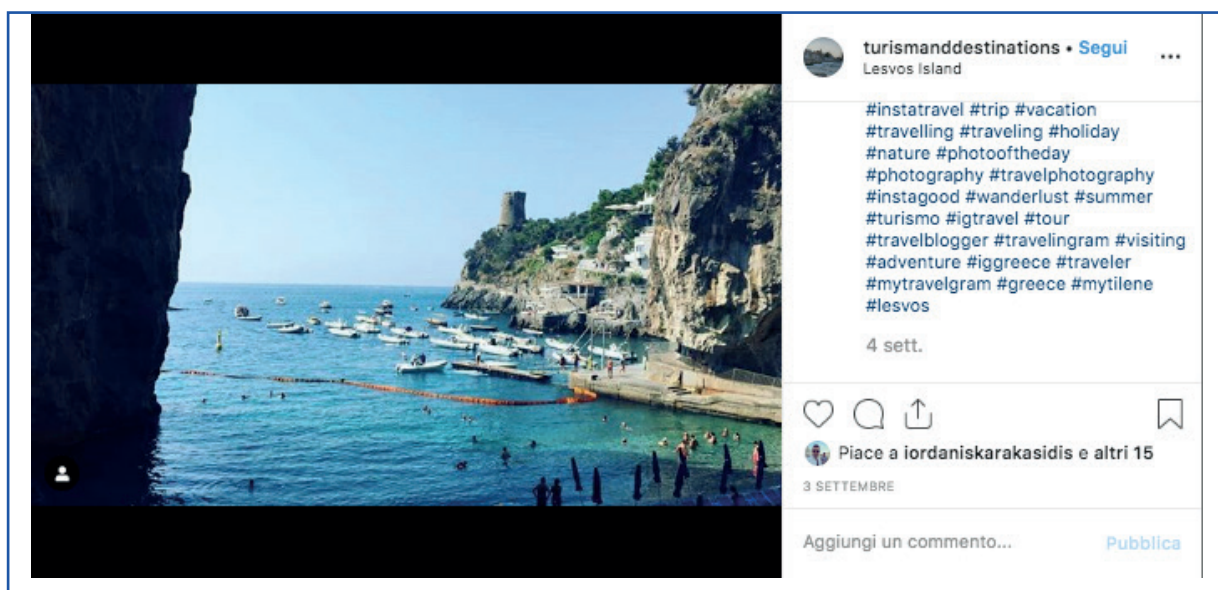 turismanddestinations • Segui
Lesvos Island
#instatravel #trip #vacation
#travelling #traveling #holiday
#nature #photooftheday
#photography #travelphotography
#instagood #wanderlust #summer
#turismo #igtravel #tour
#travelblogger #travelingram #visiting
#adventure #iggreece #traveler
#mytravelgram #greece #mytilene
#lesvos
4 sett.
Piace a iordaniskarakasidis e altri 15
3 SETTEMBRE
Aggiungi un commento... Pubblica